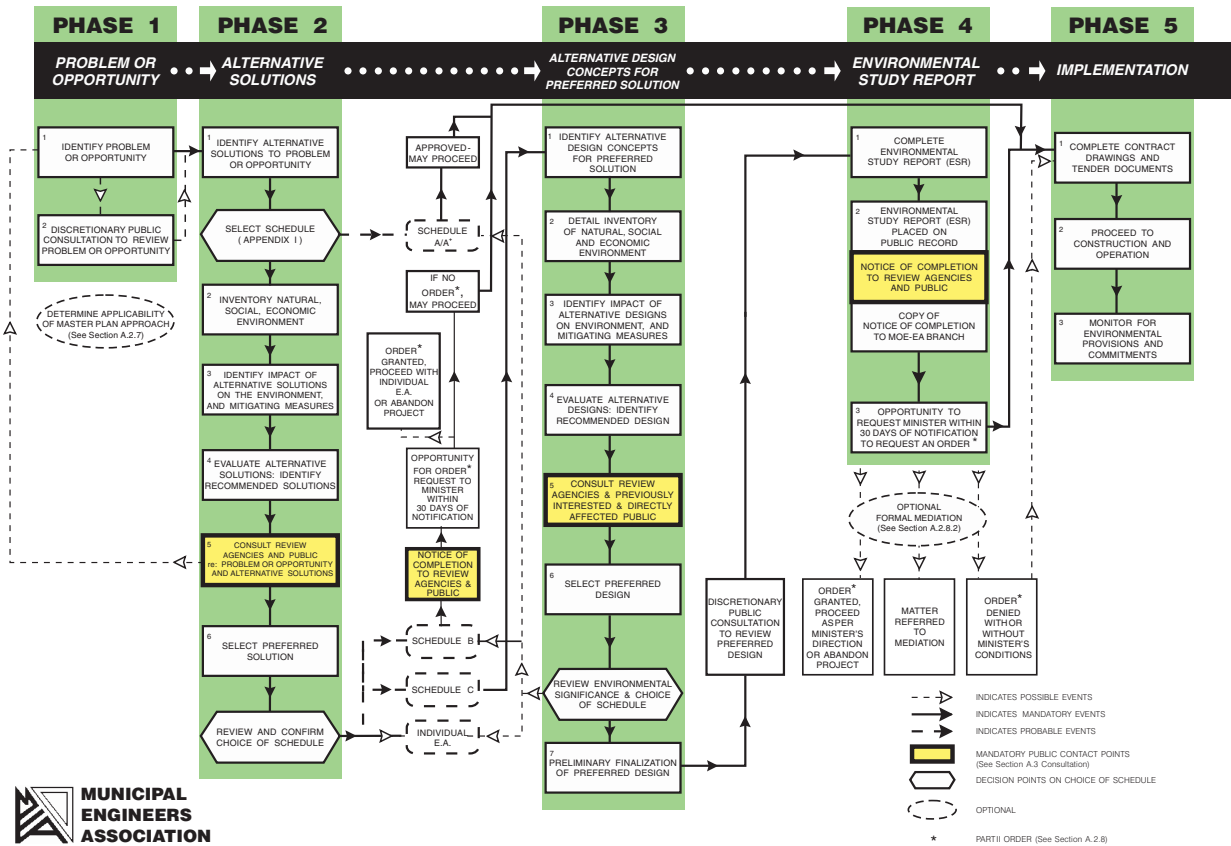 PHASE 1
PHASE 2
PHASE 3
PHASE 4
PHASE 5
PROBLEM OR
OPPORTUNITY
ALTERNATIVE
SOLUTIONS
ALTERNATIVE DESIGN
CONCEPTS FOR
PREFERRED SOLUTION
ENVIRONMENTAL
STUDY REPORT
IMPLEMENTATION
1
IDENTIFY PROBLEM
OR OPPORTUNITY
2
DISCRETIONARY PUBLIC
CONSULTATION TO REVIEW
PROBLEM OR OPPORTUNITY
DETERMINE APPLICABILITY
OF MASTER PLAN APPROACH
(See Section A.2.7)
1
IDENTIFY ALTERNATIVE
SOLUTIONS TO PROBLEM
OR OPPORTUNITY
SELECT SCHEDULE
( APPENDIX I )
2
INVENTORY NATURAL,
SOCIAL, ECONOMIC
ENVIRONMENT
3
IDENTIFY IMPACT OF
ALTERNATIVE SOLUTIONS
ON THE ENVIRONMENT,
AND MITIGATING MEASURES
4
EVALUATE ALTERNATIVE
SOLUTIONS: IDENTIFY
RECOMMENDED SOLUTIONS
5
CONSULT REVIEW
AGENCIES AND PUBLIC
re: PROBLEM OR OPPORTUNITY
AND ALTERNATIVE SOLUTIONS
6
SELECT PREFERRED
SOLUTION
REVIEW AND CONFIRM
CHOICE OF SCHEDULE
APPROVED-
MAY PROCEED
SCHEDULE
A/A+
IF NO
ORDER*,
MAY PROCEED
ORDER*
GRANTED,
PROCEED WITH
INDIVIDUAL
E.A.
OR ABANDON
PROJECT
OPPORTUNITY
FOR ORDER*
REQUEST TO
MINISTER
WITHIN
30 DAYS OF
NOTIFICATION
NOTICE OF
COMPLETION
TO REVIEW
AGENCIES &
PUBLIC
SCHEDULE B
SCHEDULE C
INDIVIDUAL
E.A.
1
IDENTIFY ALTERNATIVE
DESIGN CONCEPTS
FOR PREFERRED
SOLUTION
2
DETAIL INVENTORY
OF NATURAL, SOCIAL
AND ECONOMIC
ENVIRONMENT
3
IDENTIFY IMPACT OF
ALTERNATIVE DESIGNS
ON ENVIRONMENT, AND
MITIGATING MEASURES
4
EVALUATE ALTERNATIVE
DESIGNS: IDENTIFY
RECOMMENDED DESIGN
5
CONSULT REVIEW
AGENCIES & PREVIOUSLY
INTERESTED & DIRECTLY
AFFECTED PUBLIC
6
SELECT PREFERRED
DESIGN
REVIEW ENVIRONMENTAL
SIGNIFICANCE & CHOICE
OF SCHEDULE
7
PRELIMINARY FINALIZATION
OF PREFERRED DESIGN
DISCRETIONARY
PUBLIC
CONSULTATION
TO REVIEW
PREFERRED
DESIGN
1
COMPLETE
ENVIRONMENTAL
STUDY REPORT (ESR)
2
ENVIRONMENTAL
STUDY REPORT (ESR)
PLACED ON
PUBLIC RECORD
NOTICE OF COMPLETION
TO REVIEW AGENCIES
AND PUBLIC
COPY OF
NOTICE OF COMPLETION
TO MOE-EA BRANCH
3
OPPORTUNITY TO
REQUEST MINISTER WITHIN
30 DAYS OF NOTIFICATION
TO REQUEST AN ORDER*
OPTIONAL
FORMAL MEDIATION
(See Section A.2.8.2)
ORDER*
GRANTED,
PROCEED
AS PER
MINISTER'S
DIRECTION
OR ABANDON
PROJECT
MATTER
REFERRED
TO
MEDIATION
ORDER*
DENIED
WITH OR
WITHOUT
MINISTER'S
CONDITIONS
1
COMPLETE CONTRACT
DRAWINGS AND
TENDER DOCUMENTS
2
PROCEED TO
CONSTRUCTION AND
OPERATION
3
MONITOR FOR
ENVIRONMENTAL
PROVISIONS AND
COMMITMENTS
INDICATES POSSIBLE EVENTS
INDICATES MANDATORY EVENTS
INDICATES PROBABLE EVENTS
MANDATORY PUBLIC CONTACT POINTS
(See Section A.3 Consultation)
DECISION POINTS ON CHOICE OF SCHEDULE
OPTIONAL
* PART II ORDER (See Section A.2.8)
MEA
MUNICIPAL
ENGINEERS
ASSOCIATION